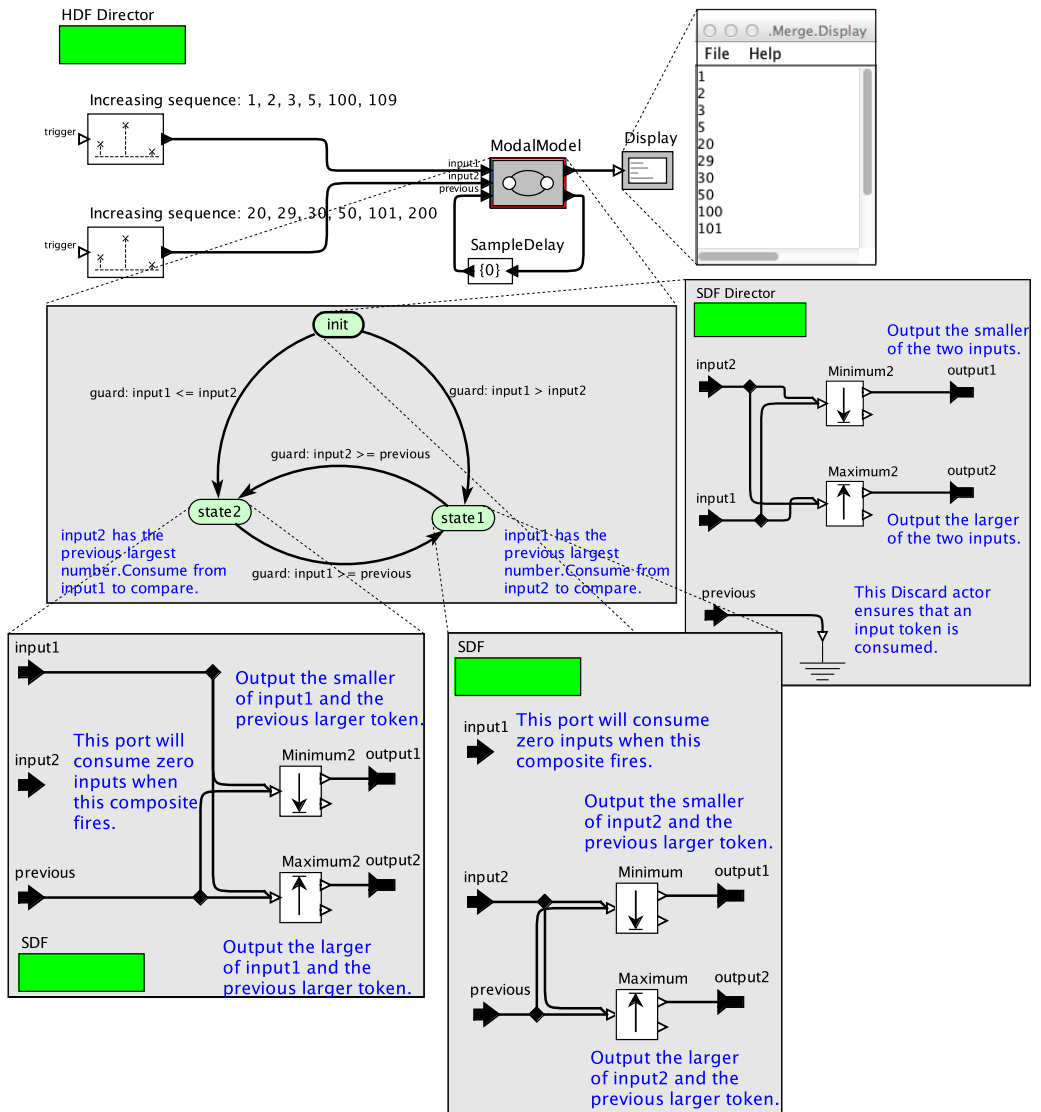 HDF Director
Increasing sequence: 1, 2, 3, 5, 100, 109
trigger
Increasing sequence: 20, 29, 30, 50, 101, 200
trigger
ModalModel
input1
input2
previous
SampleDelay
{0}
Display
.Merge.Display
File Help
1
2
3
5
20
29
30
50
100
101
init
guard: input1 <= input2
guard: input1 > input2
guard: input2 >= previous
state2
state1
guard: input1 >= previous
input2 has the
previous largest
number.Consume from
input1 to compare.
input1 has the
previous largest
number.Consume from
input2 to compare.
SDF Director
Output the smaller
of the two inputs.
input2
Minimum2
output1
Maximum2
output2
input1
Output the larger
of the two inputs.
previous
This Discard actor
ensures that an
input token is
consumed.
input1
Output the smaller
of input1 and the
previous larger token.
This port will
consume zero
inputs when
this composite
fires.
input2
Minimum2
output1
Maximum2
output2
previous
SDF
Output the larger
of input1 and the
previous larger token.
SDF
input1
This port will consume
zero inputs when this
composite fires.
Output the smaller
of input2 and the
previous larger token.
input2
Minimum
output1
previous
Maximum
output2
Output the larger
of input2 and the
previous larger token.